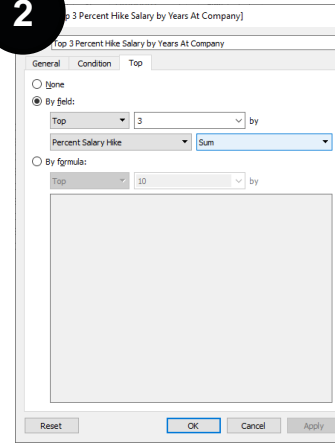 2
p 3 Percent Hike Salary by Years At Company]
Top 3 Percent Hike Salary by Years At Company
General Condition Top
None
By field:
Top 3 by
Percent Salary Hike Sum
By formula:
Top 10 by
Reset OK Cancel Apply